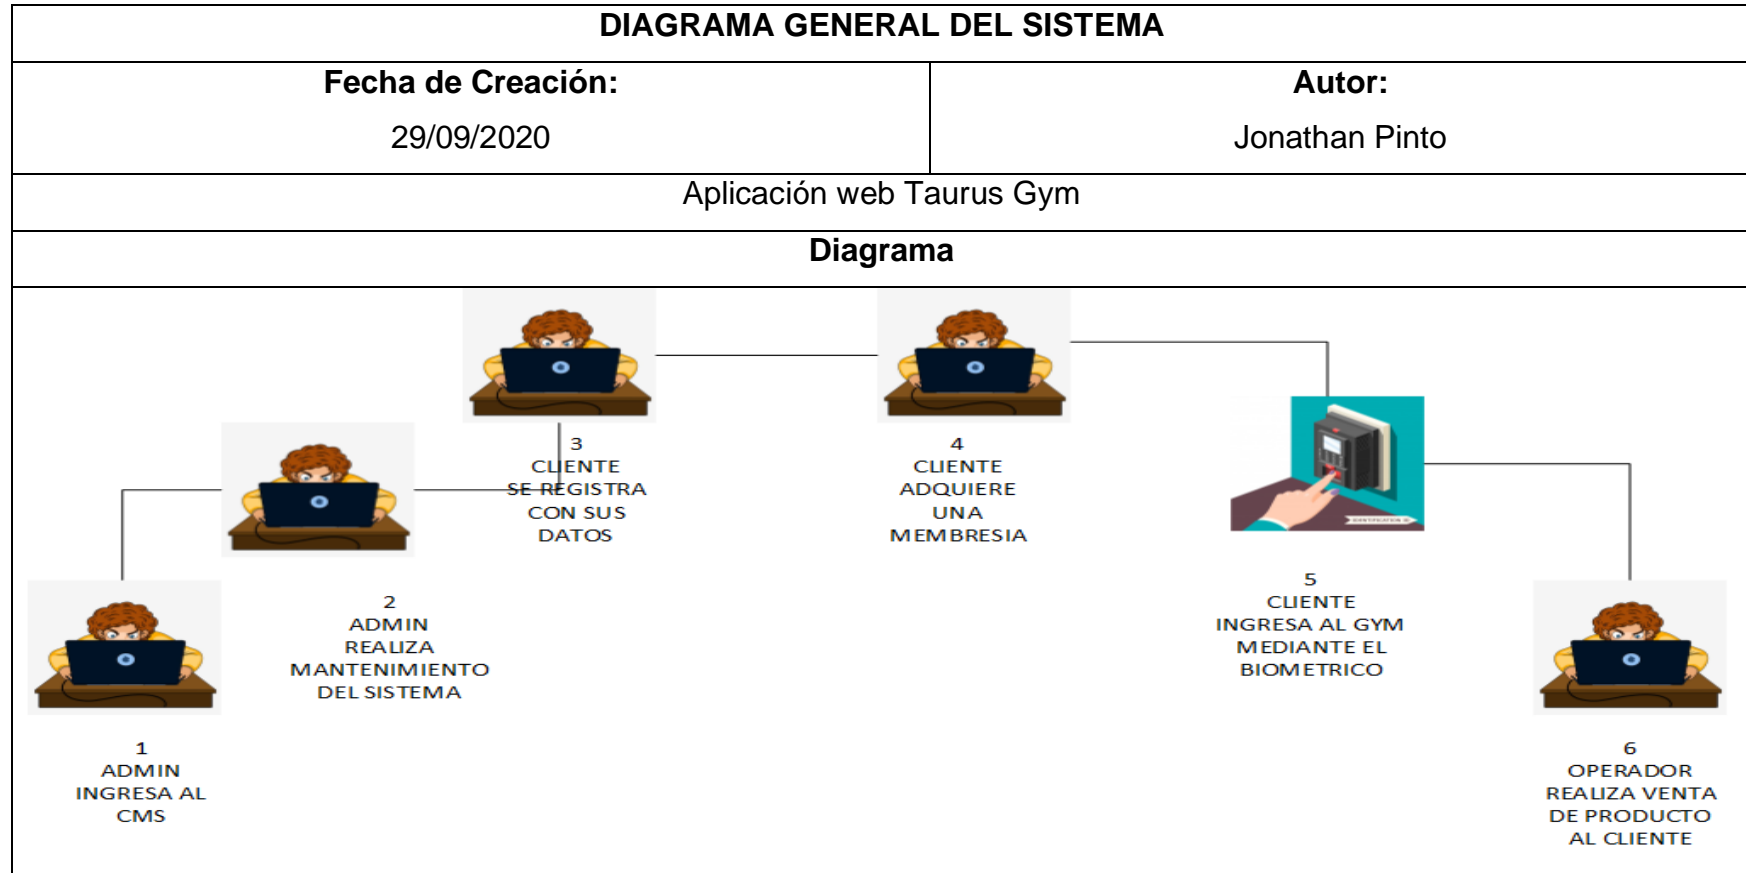 DIAGRAMA GENERAL DEL SISTEMA
Fecha de Creación:
29/09/2020
Autor:
Jonathan Pinto
Aplicación web Taurus Gym
Diagrama
3
CLIENTE
SE REGISTRA
CON SUS
DATOS
4
CLIENTE
ADQUIERE
UNA
MEMBRESIA
2
ADMIN
REALIZA
MANTENIMIENTO
DEL SISTEMA
5
CLIENTE
INGRESA AL GYM
MEDIANTE EL
BIOMETRICO
1
ADMIN
INGRESA AL
CMS
6
OPERADOR
REALIZA VENTA
DE PRODUCTO
AL CLIENTE